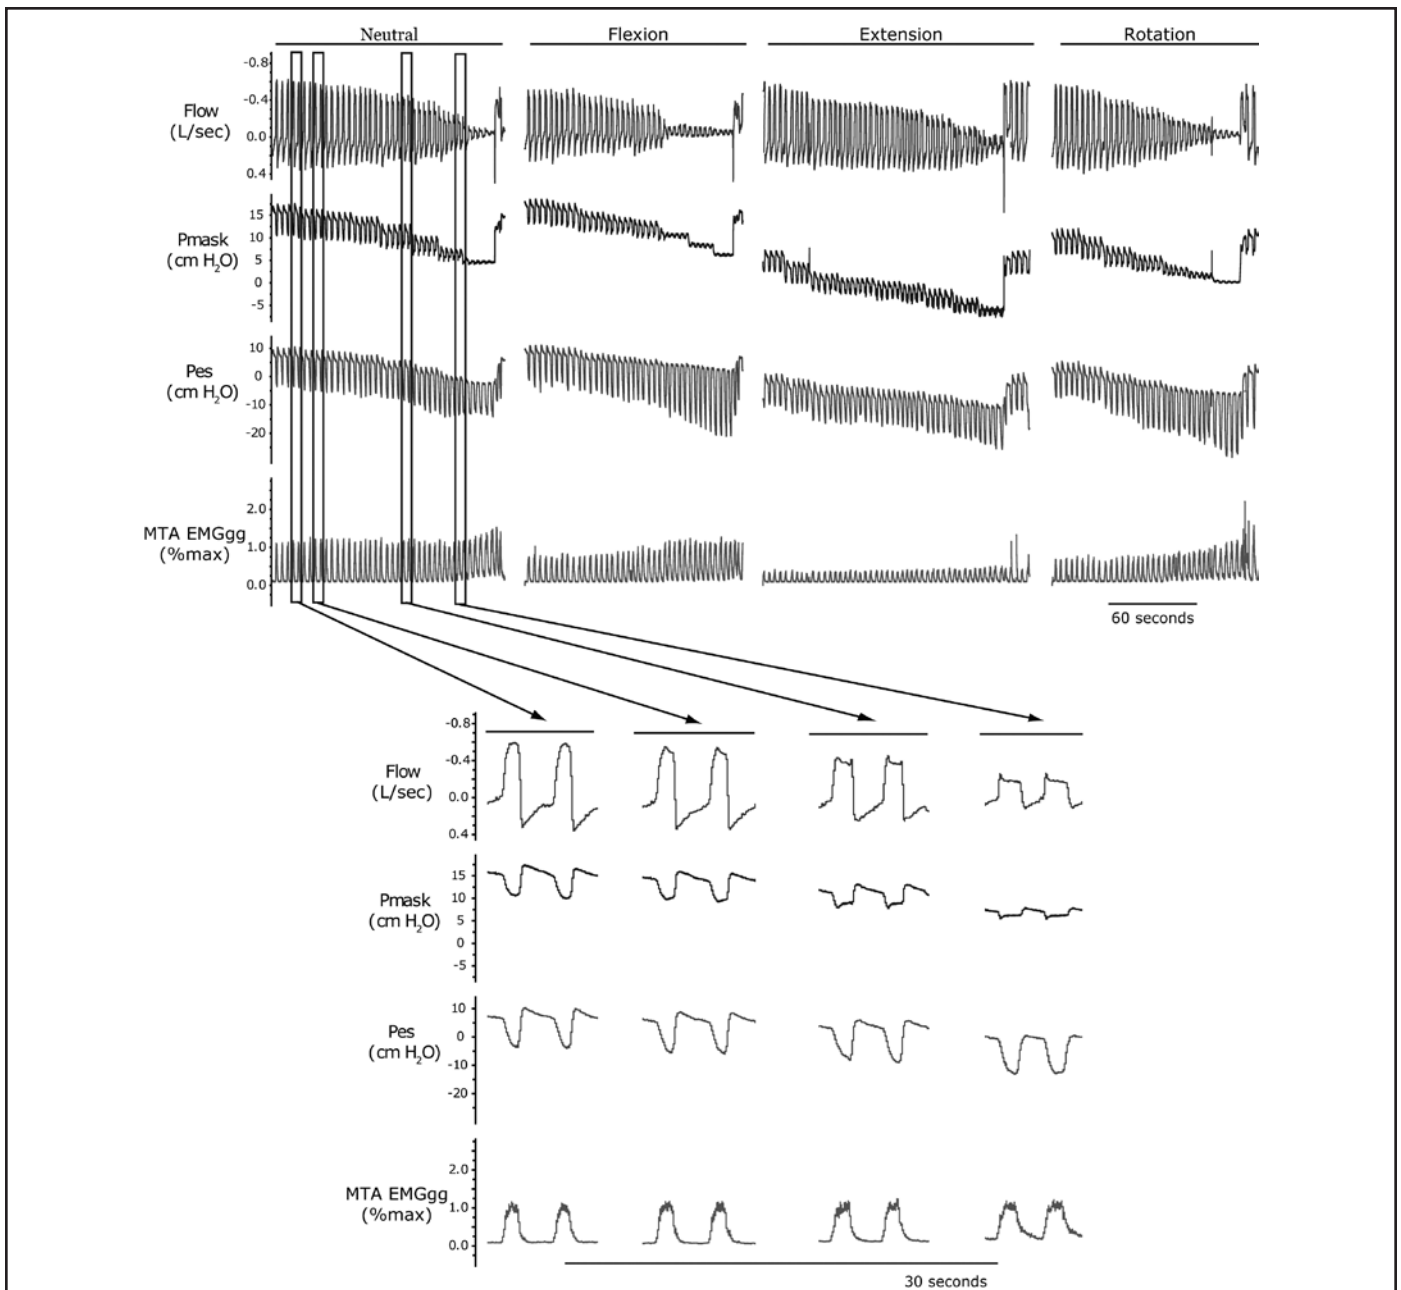 Neutral Flexion Extension Rotation
-0.8
-0.4
0.0
0.4
Flow
(L/sec)
15
10
5
0
-5
Pmask
(cm H₂O)
10
0
-10
-20
Pes
(cm H₂O)
2.0
1.0
0.0
MTA EMGgg
(%max)
60 seconds
-0.8
-0.4
0.0
0.4
Flow
(L/sec)
15
10
5
0
-5
Pmask
(cm H₂O)
10
0
-10
-20
Pes
(cm H₂O)
2.0
1.0
0.0
MTA EMGgg
(%max)
30 seconds